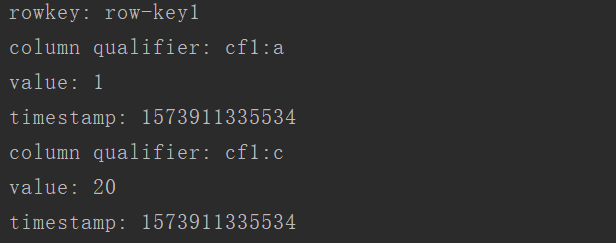 rowkey: row-key1
column qualifier: cf1:a
value: 1
timestamp: 1573911335534
column qualifier: cf1:c
value: 20
timestamp: 1573911335534